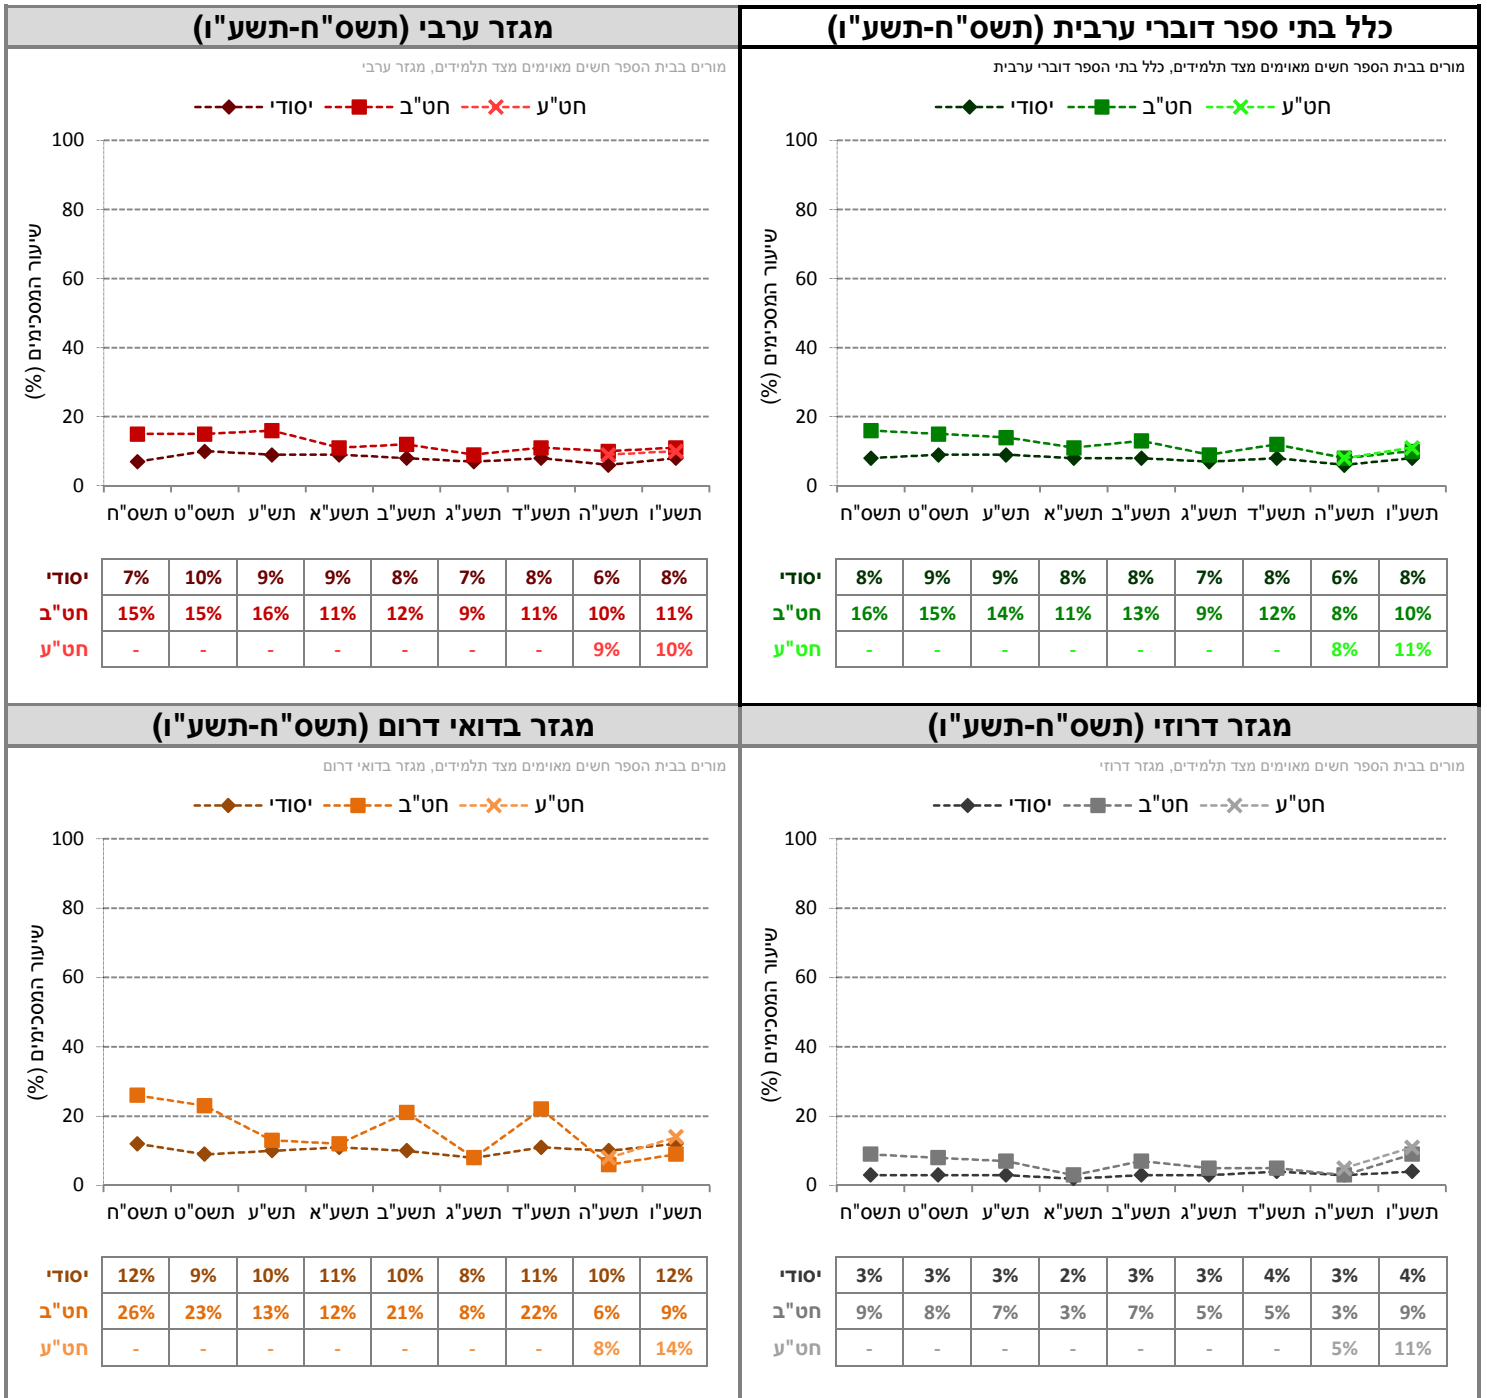 כלל בתי ספר דוברי ערבית (תשס"ח-תשע"ו)
מורים בבית הספר חשים מאוימים מצד תלמידים, כלל בתי הספר דוברי ערבית
יסודי חט"ב חט"ע
שיעור המסכימים (%)
100
80
60
40
20
0
תשס"ח תשס"ט תש"ע תשע"א תשע"ב תשע"ג תשע"ד תשע"ה תשע"ו
יסודי 8% 9% 9% 8% 8% 7% 8% 6% 8%
חט"ב 16% 15% 14% 11% 13% 9% 12% 8% 10%
חט"ע - - - - - - - 8% 11%
מגזר ערבי (תשס"ח-תשע"ו)
מורים בבית הספר חשים מאוימים מצד תלמידים, מגזר ערבי
יסודי חט"ב חט"ע
שיעור המסכימים (%)
100
80
60
40
20
0
תשס"ח תשס"ט תש"ע תשע"א תשע"ב תשע"ג תשע"ד תשע"ה תשע"ו
יסודי 7% 10% 9% 9% 8% 7% 8% 6% 8%
חט"ב 15% 15% 16% 11% 12% 9% 11% 10% 11%
חט"ע - - - - - - - 9% 10%
מגזר דרוזי (תשס"ח-תשע"ו)
מורים בבית הספר חשים מאוימים מצד תלמידים, מגזר דרוזי
יסודי חט"ב חט"ע
שיעור המסכימים (%)
100
80
60
40
20
0
תשס"ח תשס"ט תש"ע תשע"א תשע"ב תשע"ג תשע"ד תשע"ה תשע"ו
יסודי 3% 3% 3% 2% 3% 3% 4% 3% 4%
חט"ב 9% 8% 7% 3% 7% 5% 5% 3% 9%
חט"ע - - - - - - - 5% 11%
מגזר בדואי דרום (תשס"ח-תשע"ו)
מורים בבית הספר חשים מאוימים מצד תלמידים, מגזר בדואי דרום
יסודי חט"ב חט"ע
שיעור המסכימים (%)
100
80
60
40
20
0
תשס"ח תשס"ט תש"ע תשע"א תשע"ב תשע"ג תשע"ד תשע"ה תשע"ו
יסודי 12% 9% 10% 11% 10% 8% 11% 10% 12%
חט"ב 26% 23% 13% 12% 21% 8% 22% 6% 9%
חט"ע - - - - - - - 8% 14%